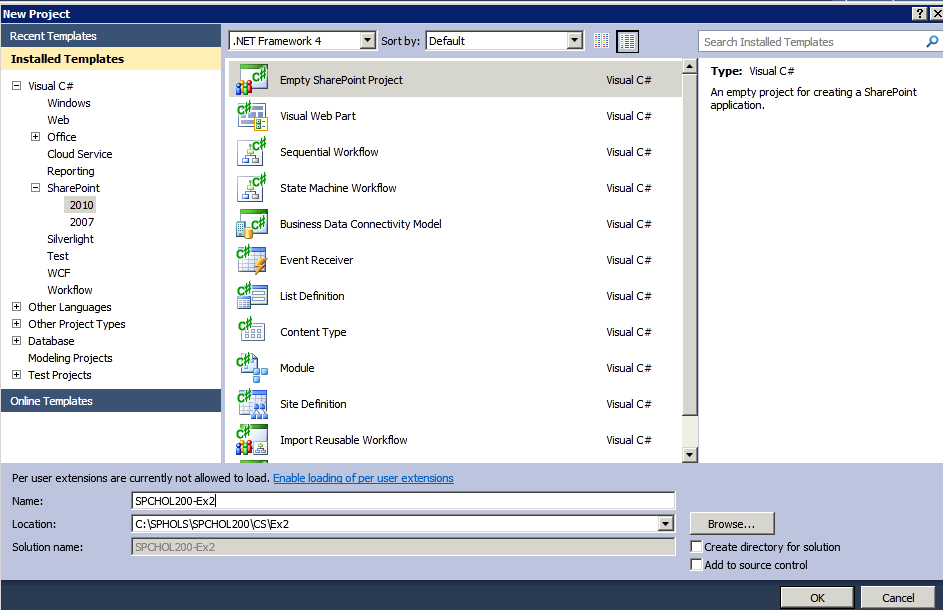 New Project
Recent Templates
.NET Framework 4 Sort by: Default Search Installed Templates
Installed Templates
Visual C#
Windows
Web
Office
Cloud Service
Reporting
SharePoint
2010
2007
Silverlight
Test
WCF
Workflow
Other Languages
Other Project Types
Database
Modeling Projects
Test Projects
Online Templates
Empty SharePoint Project Visual C#
Visual Web Part Visual C#
Sequential Workflow Visual C#
State Machine Workflow Visual C#
Business Data Connectivity Model Visual C#
Event Receiver Visual C#
List Definition Visual C#
Content Type Visual C#
Module Visual C#
Site Definition Visual C#
Import Reusable Workflow Visual C#
Type: Visual C#
An empty project for creating a SharePoint
application.
Per user extensions are currently not allowed to load. Enable loading of per user extensions
Name: SPCHOL200-Ex2
Location: C:\SPHOLS\SPCHOL200\CS\Ex2 Browse...
Solution name: SPCHOL200-Ex2 Create directory for solution
Add to source control
OK Cancel